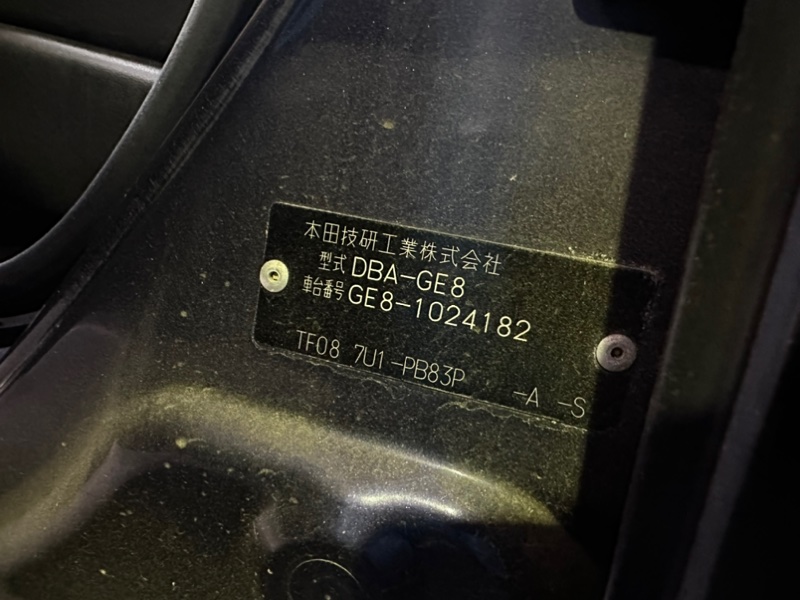 本田技研工業株式会社
型式 DBA-GE8
車台番号 GE8-1024182
TF08 7U1-PB83P -A -S